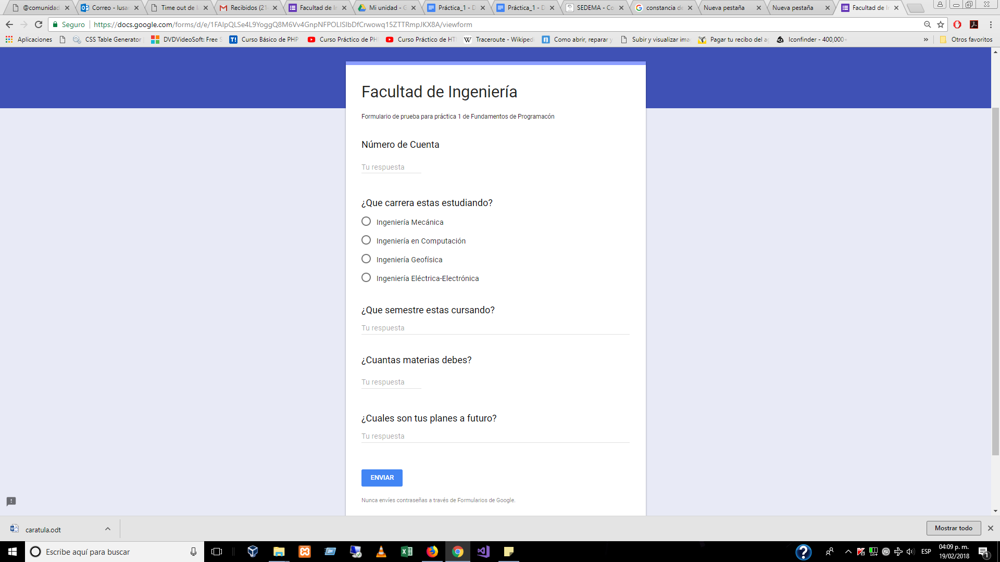 @comunidad
Correo - lusa
Time out de l
Recibidos (21
Facultad de In
Mi unidad - G
Práctica_1 - D
Práctica_1 - D
SEDEMA - Co
constancia de
Nueva pestaña
Nueva pestaña
Facultad de In
Seguro
https://docs.google.com/forms/d/e/1FAIpQLSe4L9YoggQ8M6Vv4GnpNFPOLISIbDfCrwowq15ZTTRmpJKX8A/viewform
Aplicaciones
CSS Table Generator
DVDVideoSoft: Free S
Curso Básico de PHP
Curso Práctico de PH
Curso Práctico de HT
Traceroute - Wikiped
Como abrir, reparar y
Subir y visualizar ima
Pagar tu recibo del ag
Iconfinder - 400,000+
»
Otros favoritos
Facultad de Ingeniería
Formulario de prueba para práctica 1 de Fundamentos de Programacón
Número de Cuenta
Tu respuesta
¿Que carrera estas estudiando?
Ingeniería Mecánica
Ingeniería en Computación
Ingeniería Geofísica
Ingeniería Eléctrica-Electrónica
¿Que semestre estas cursando?
Tu respuesta
¿Cuantas materias debes?
Tu respuesta
¿Cuales son tus planes a futuro?
Tu respuesta
ENVIAR
Nunca envíes contraseñas a través de Formularios de Google.
caratula.odt
Mostrar todo
Escribe aquí para buscar
ESP
04:09 p. m.
19/02/2018
1